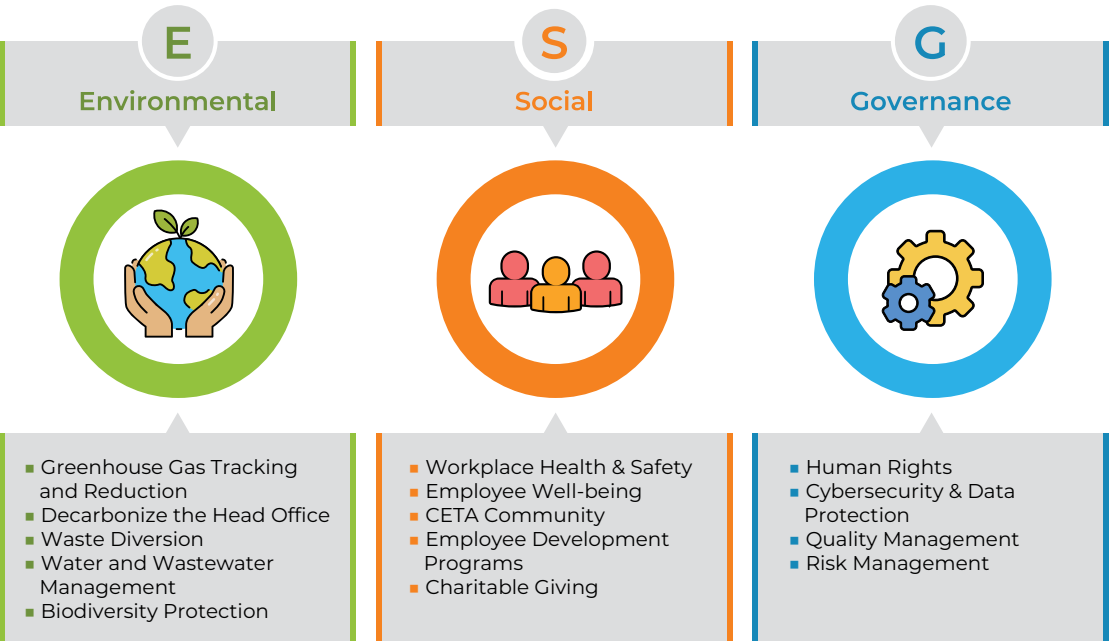 E
Environmental
■ Greenhouse Gas Tracking
and Reduction
■ Decarbonize the Head Office
■ Waste Diversion
■ Water and Wastewater
Management
■ Biodiversity Protection
S
Social
■ Workplace Health & Safety
■ Employee Well-being
■ CETA Community
■ Employee Development
Programs
■ Charitable Giving
G
Governance
■ Human Rights
■ Cybersecurity & Data
Protection
■ Quality Management
■ Risk Management